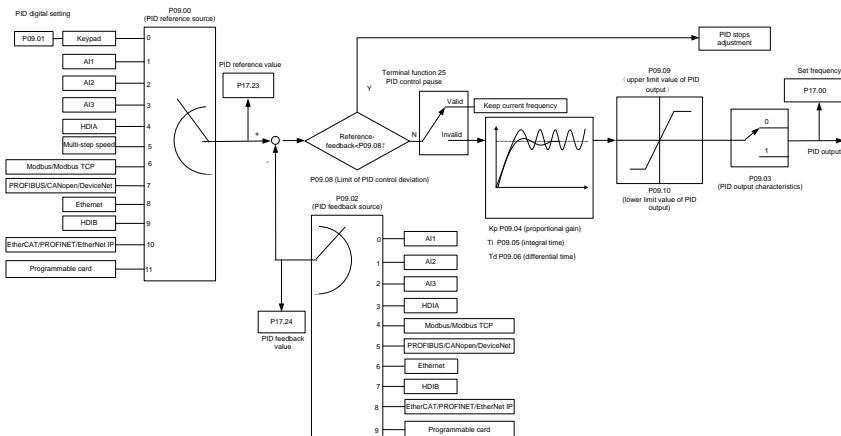 PID digital setting
P09.00
(PID reference source)
P09.01
Keypad
0
AI1
1
AI2
2
AI3
3
HDIA
4
Multi-step speed
5
Modbus/Modbus TCP
6
PROFIBUS/CANopen/DeviceNet
7
Ethernet
8
HDIB
9
EtherCAT/PROFINET/EtherNet IP
10
Programmable card
11
PID reference value
P17.23
+
-
P17.24
PID feedback
value
Reference-
feedback<P09.08?
Y
N
P09.08 (Limit of PID control deviation)
PID stops
adjustment
Terminal function 25
PID control pause
Valid
Invalid
Keep current frequency
Kp P09.04 (proportional gain)
Ti P09.05 (integral time)
Td P09.06 (differential time)
P09.09
(upper limit value of PID
output)
P09.10
(lower limit value of PID
output)
0
1
P09.03
(PID output characteristics)
Set frequency
P17.00
PID output
P09.02
(PID feedback source)
0
AI1
1
AI2
2
AI3
3
HDIA
4
Modbus/Modbus TCP
5
PROFIBUS/CANopen/DeviceNet
6
Ethernet
7
HDIB
8
EtherCAT/PROFINET/EtherNet IP
9
Programmable card